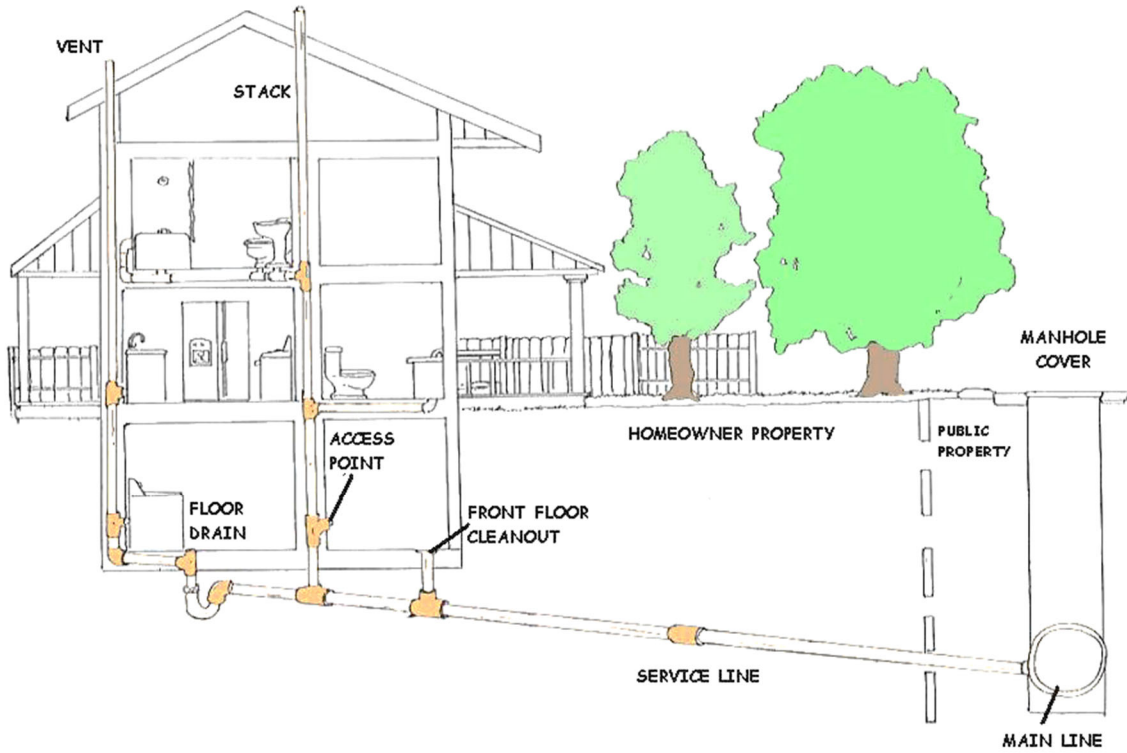 VENT
STACK
MANHOLE
COVER
HOMEOWNER PROPERTY
PUBLIC
PROPERTY
ACCESS
POINT
FLOOR
DRAIN
FRONT FLOOR
CLEANOUT
SERVICE LINE
MAIN LINE